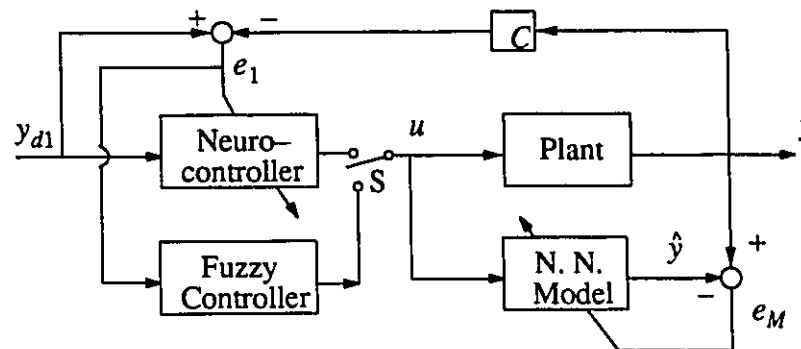 +
−
C
e1
yd1
Neuro–
controller
u
Plant
S
Fuzzy
Controller
N. N.
Model
ŷ
+
−
eM